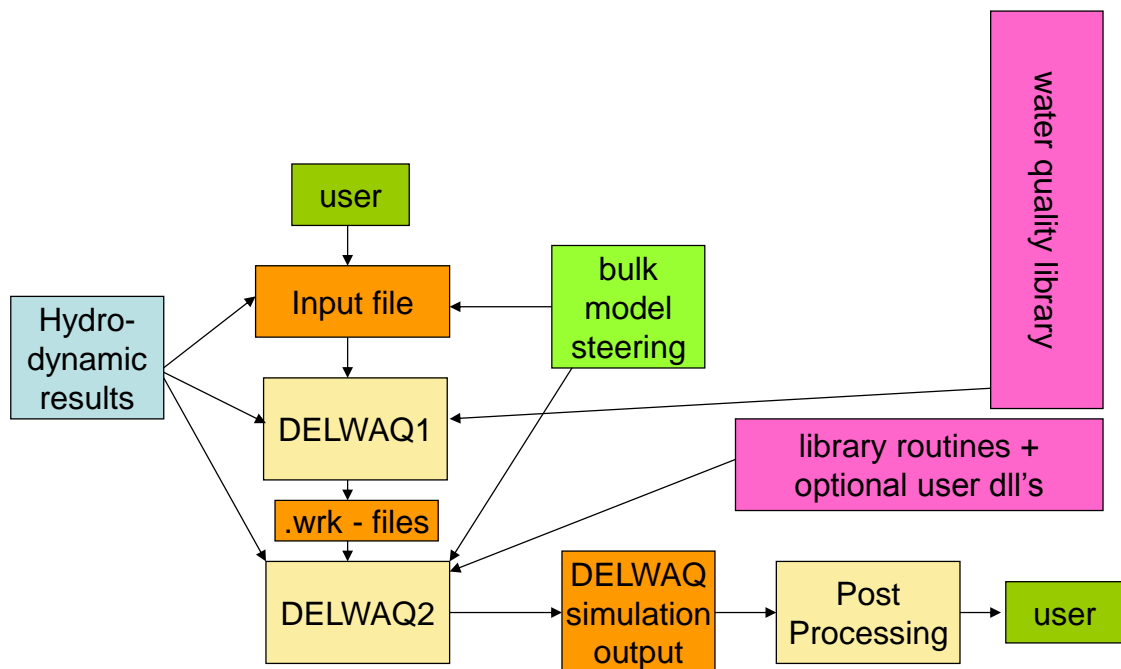 water quality library
user
bulk
model
steering
Input file
Hydro-
dynamic
results
DELWAQ1
library routines +
optional user dll's
.wrk - files
DELWAQ2
DELWAQ
simulation
output
Post
Processing
user